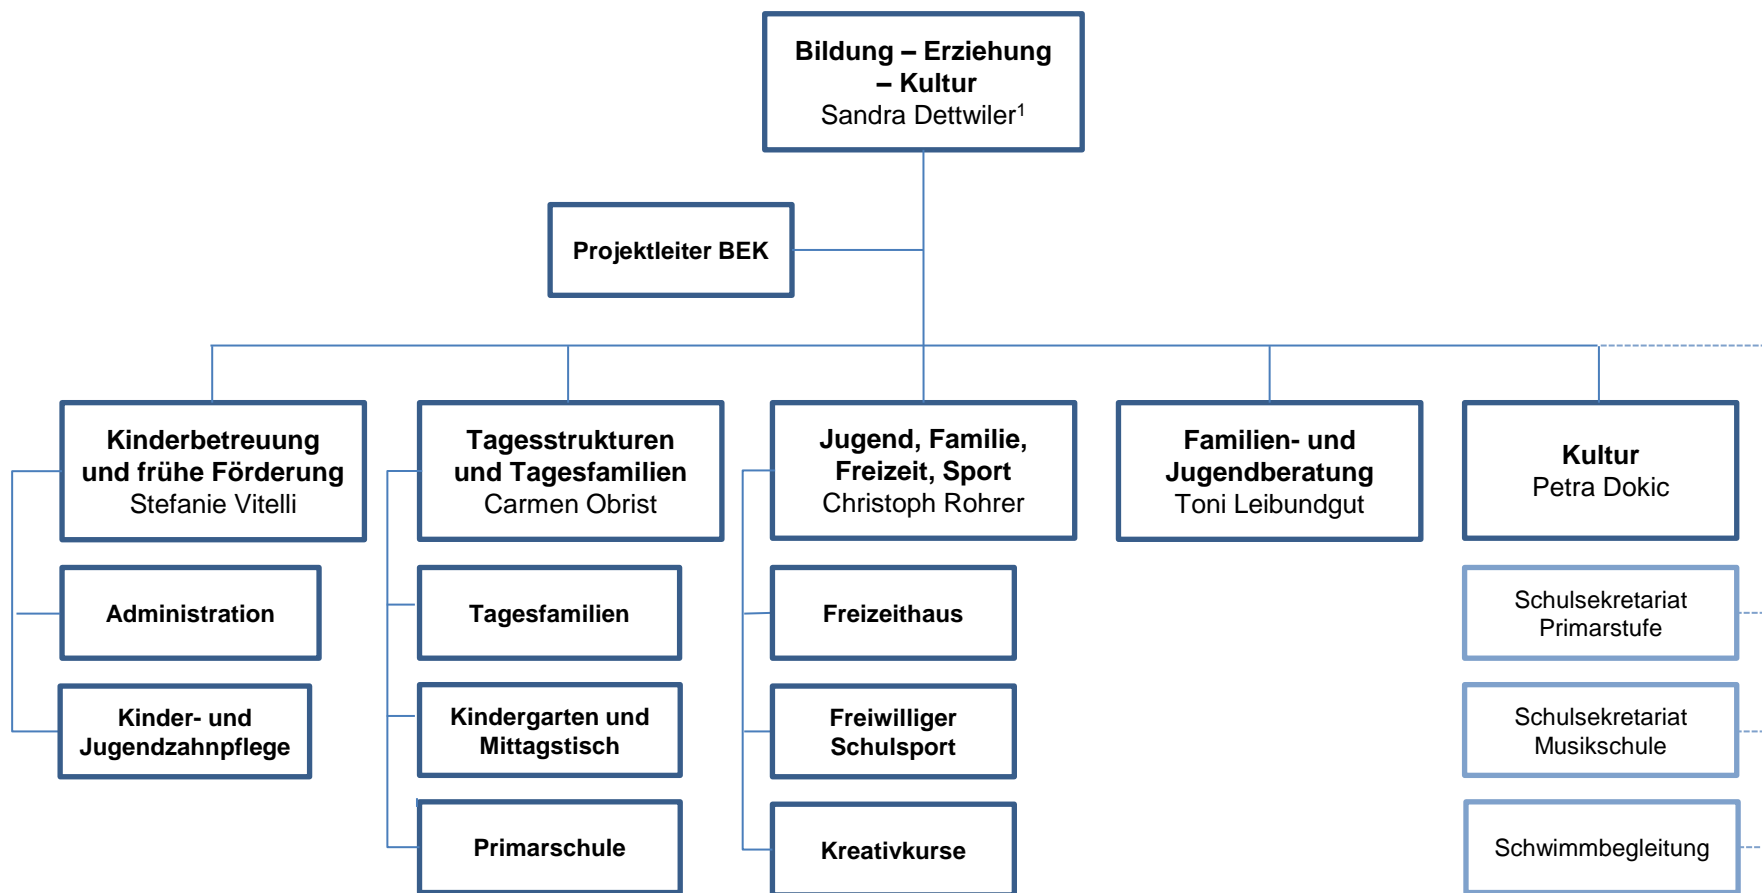 Bildung – Erziehung
– Kultur
Sandra Dettwiler¹
Projektleiter BEK
Kinderbetreuung
und frühe Förderung
Stefanie Vitelli
Tagesstrukturen
und Tagesfamilien
Carmen Obrist
Jugend, Familie,
Freizeit, Sport
Christoph Rohrer
Familien- und
Jugendberatung
Toni Leibundgut
Kultur
Petra Dokic
Administration
Tagesfamilien
Freizeithaus
Schulsekretariat
Primarstufe
Kinder- und
Jugendzahnpflege
Kindergarten und
Mittagstisch
Freiwilliger
Schulsport
Schulsekretariat
Musikschule
Primarschule
Kreativkurse
Schwimmbegleitung